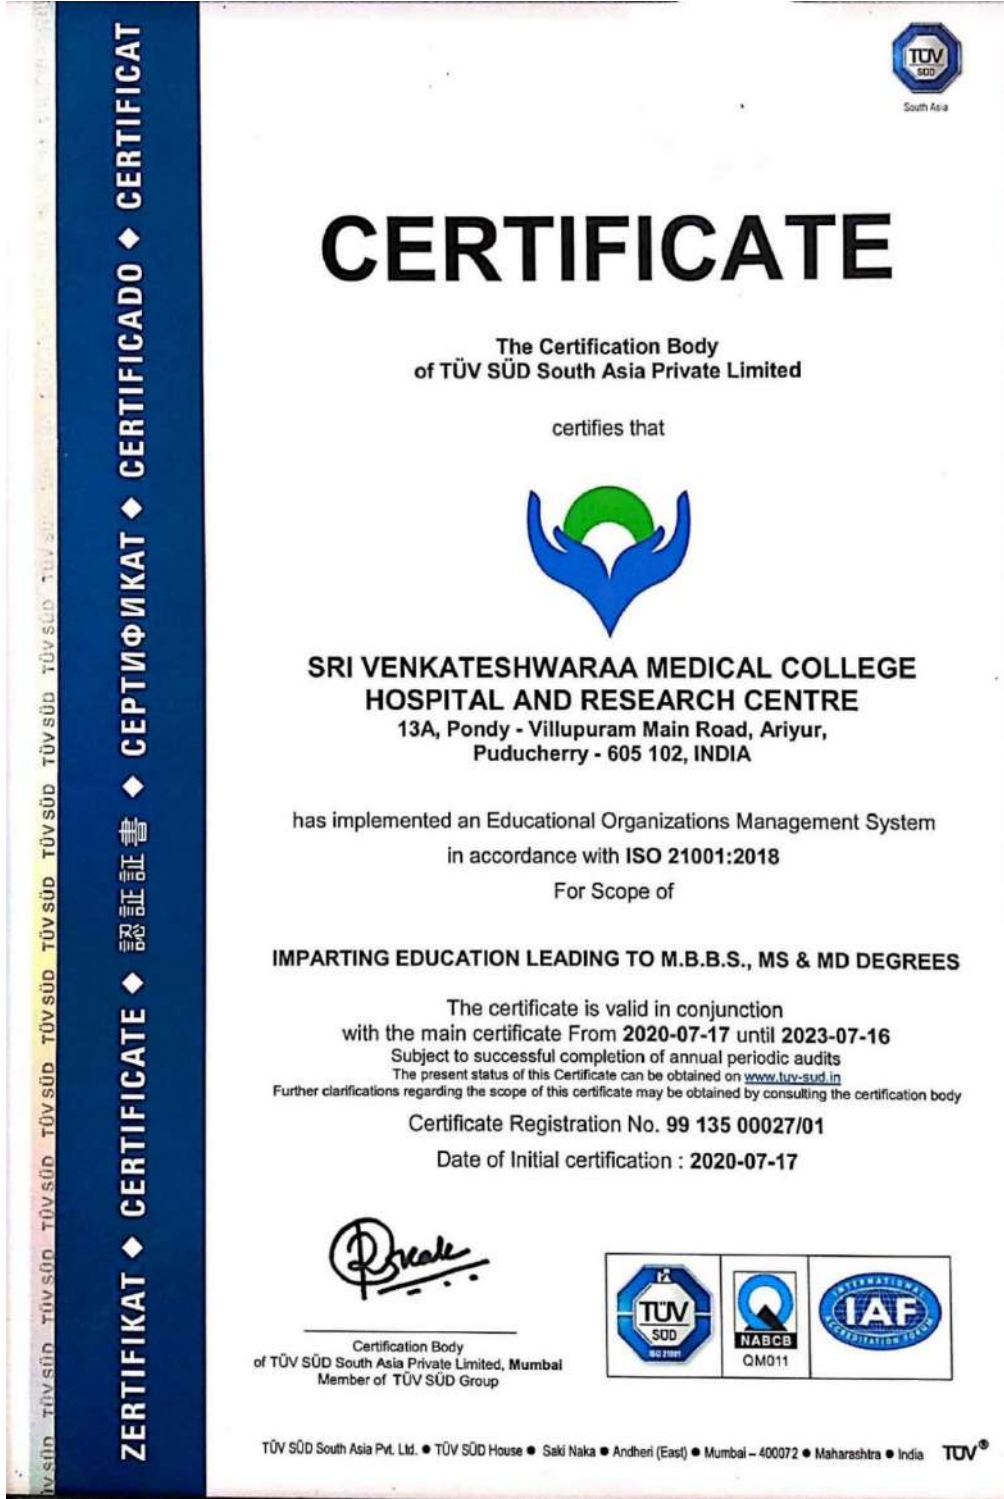 TÜV
SÜD
South Asia
CERTIFICATE
The Certification Body
of TÜV SÜD South Asia Private Limited
certifies that
SRI VENKATESHWARAA MEDICAL COLLEGE
HOSPITAL AND RESEARCH CENTRE
13A, Pondy - Villupuram Main Road, Ariyur,
Puducherry - 605 102, INDIA
has implemented an Educational Organizations Management System
in accordance with ISO 21001:2018
For Scope of
IMPARTING EDUCATION LEADING TO M.B.B.S., MS & MD DEGREES
The certificate is valid in conjunction
with the main certificate From 2020-07-17 until 2023-07-16
Subject to successful completion of annual periodic audits
The present status of this Certificate can be obtained on www.tuv-sud.in
Further clarifications regarding the scope of this certificate may be obtained by consulting the certification body
Certificate Registration No. 99 135 00027/01
Date of Initial certification : 2020-07-17
Certification Body
of TÜV SÜD South Asia Private Limited, Mumbai
Member of TÜV SÜD Group
TÜV
SÜD
ISO 21001
NABCB
QM011
INTERNATIONAL
IAF
ACCREDITATION FORUM
TÜV SÜD South Asia Pvt. Ltd. ● TÜV SÜD House ● Saki Naka ● Andheri (East) ● Mumbai – 400072 ● Maharashtra ● India TÜV®
ZERTIFIKAT ◆ CERTIFICATE ◆ 認証証書 ◆ СЕРТИФИКАТ ◆ CERTIFICADO ◆ CERTIFICAT
TÜV SÜD TÜV SÜD TÜV SÜD TÜV SÜD TÜV SÜD TÜV SÜD TÜV SÜD TÜV SÜD